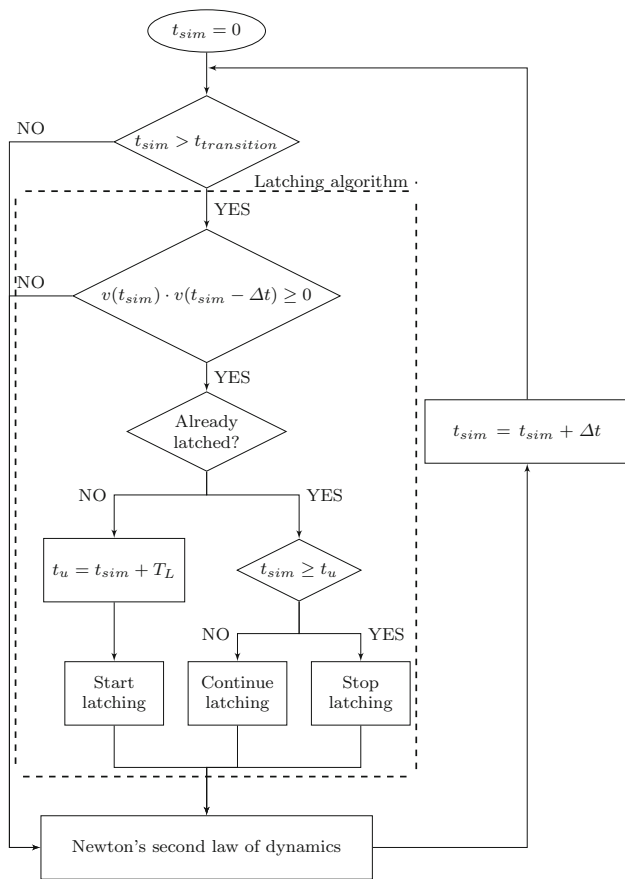 t_sim = 0
NO
t_sim > t_transition
Latching algorithm ·
YES
NO
v(t_sim) · v(t_sim − Δt) ≥ 0
YES
Already
latched?
t_sim = t_sim + Δt
NO
YES
t_u = t_sim + T_L
t_sim ≥ t_u
NO
YES
Start
latching
Continue
latching
Stop
latching
Newton's second law of dynamics